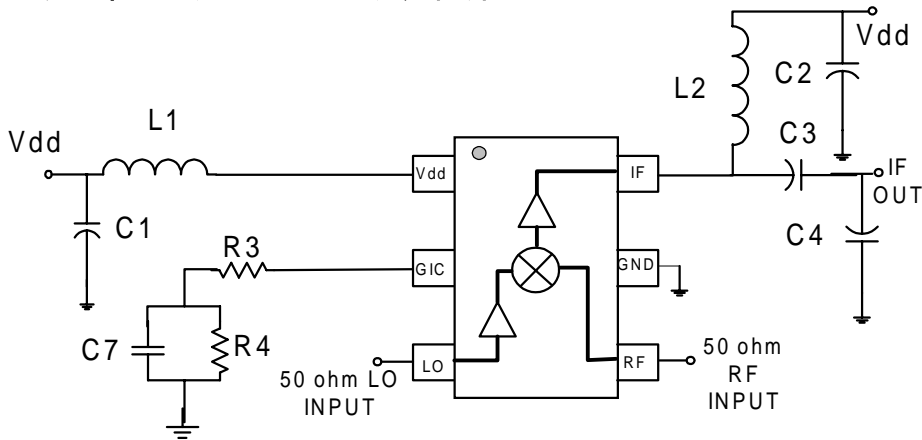 Vdd
C2
L2
L1
C3
Vdd
Vdd
IF
IF
OUT
C1
C4
R3
GIC
GND
C7
R4
LO
RF
50 ohm LO
INPUT
50 ohm
RF
INPUT